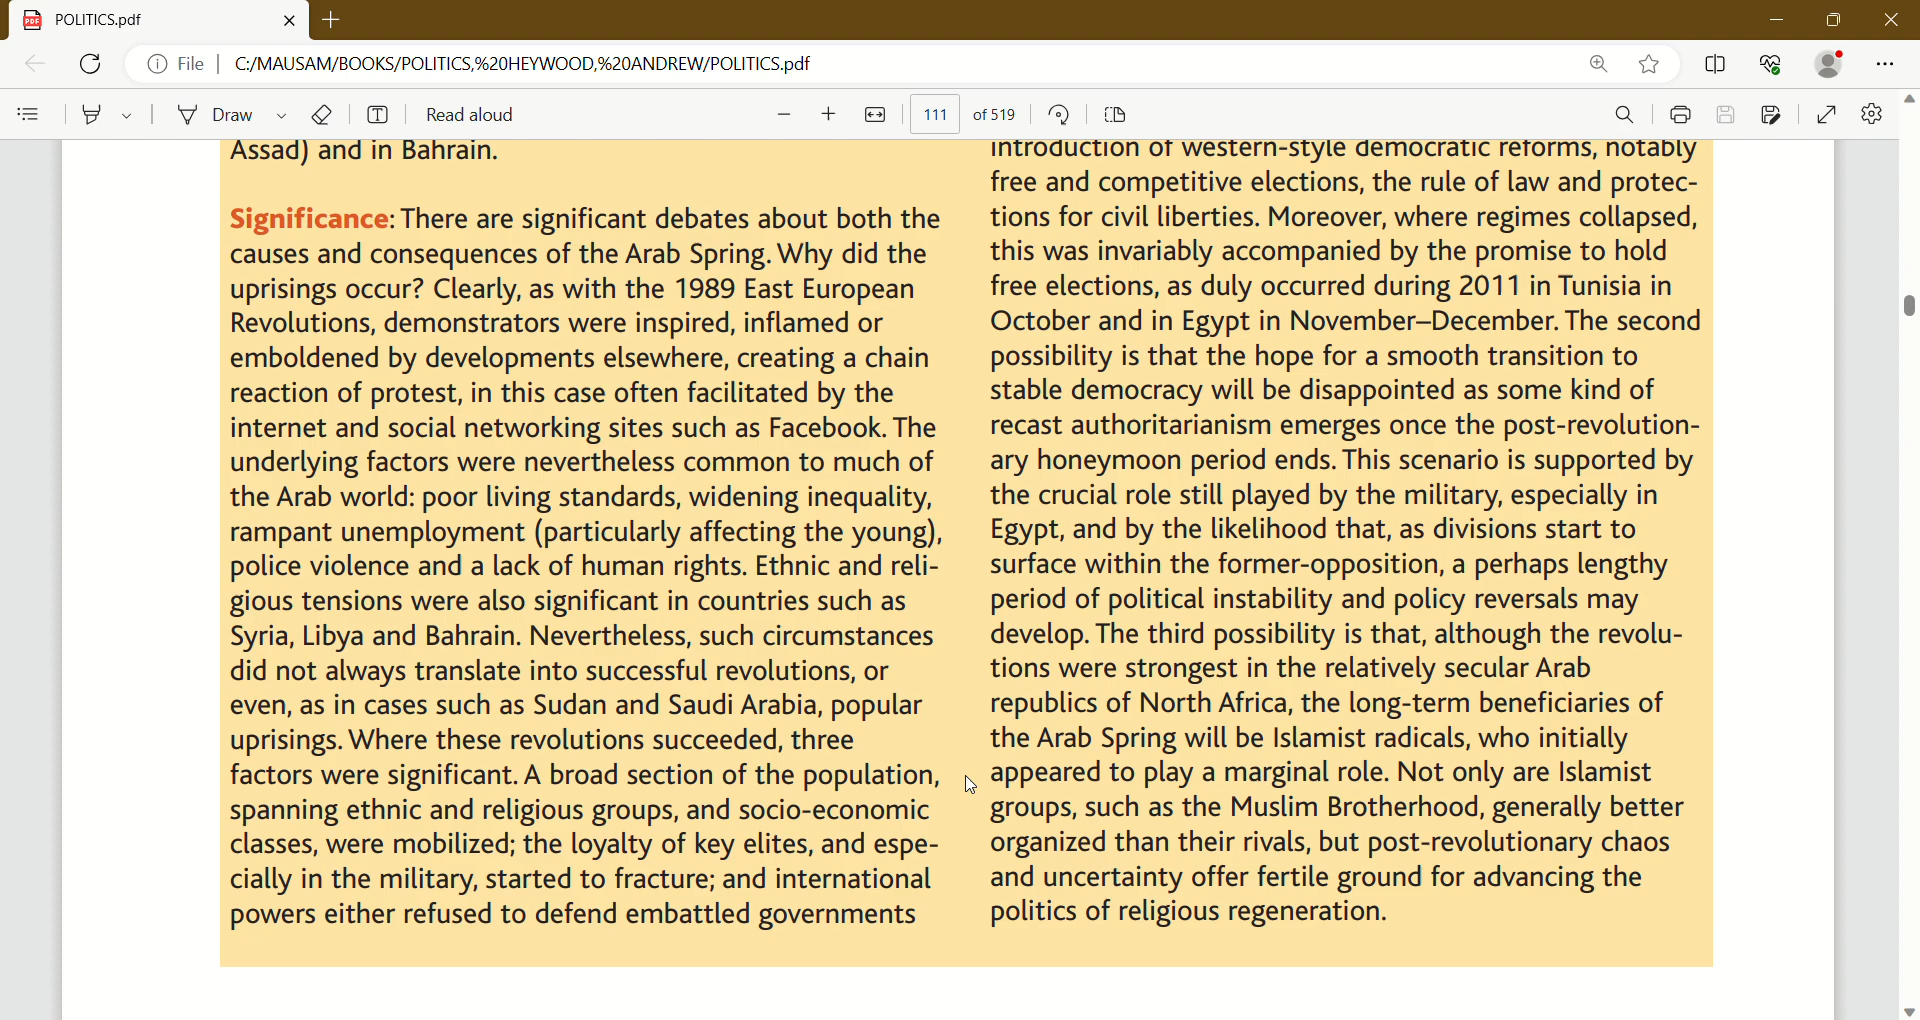 POLITICS.pdf
File
C:/MAUSAM/BOOKS/POLITICS,%20HEYWOOD,%20ANDREW/POLITICS.pdf
Draw
Read aloud
111
of 519
Assad) and in Bahrain.
Significance: There are significant debates about both the
causes and consequences of the Arab Spring. Why did the
uprisings occur? Clearly, as with the 1989 East European
Revolutions, demonstrators were inspired, inflamed or
emboldened by developments elsewhere, creating a chain
reaction of protest, in this case often facilitated by the
internet and social networking sites such as Facebook. The
underlying factors were nevertheless common to much of
the Arab world: poor living standards, widening inequality,
rampant unemployment (particularly affecting the young),
police violence and a lack of human rights. Ethnic and reli-
gious tensions were also significant in countries such as
Syria, Libya and Bahrain. Nevertheless, such circumstances
did not always translate into successful revolutions, or
even, as in cases such as Sudan and Saudi Arabia, popular
uprisings. Where these revolutions succeeded, three
factors were significant. A broad section of the population,
spanning ethnic and religious groups, and socio-economic
classes, were mobilized; the loyalty of key elites, and espe-
cially in the military, started to fracture; and international
powers either refused to defend embattled governments
introduction of western-style democratic reforms, notably
free and competitive elections, the rule of law and protec-
tions for civil liberties. Moreover, where regimes collapsed,
this was invariably accompanied by the promise to hold
free elections, as duly occurred during 2011 in Tunisia in
October and in Egypt in November–December. The second
possibility is that the hope for a smooth transition to
stable democracy will be disappointed as some kind of
recast authoritarianism emerges once the post-revolution-
ary honeymoon period ends. This scenario is supported by
the crucial role still played by the military, especially in
Egypt, and by the likelihood that, as divisions start to
surface within the former-opposition, a perhaps lengthy
period of political instability and policy reversals may
develop. The third possibility is that, although the revolu-
tions were strongest in the relatively secular Arab
republics of North Africa, the long-term beneficiaries of
the Arab Spring will be Islamist radicals, who initially
appeared to play a marginal role. Not only are Islamist
groups, such as the Muslim Brotherhood, generally better
organized than their rivals, but post-revolutionary chaos
and uncertainty offer fertile ground for advancing the
politics of religious regeneration.